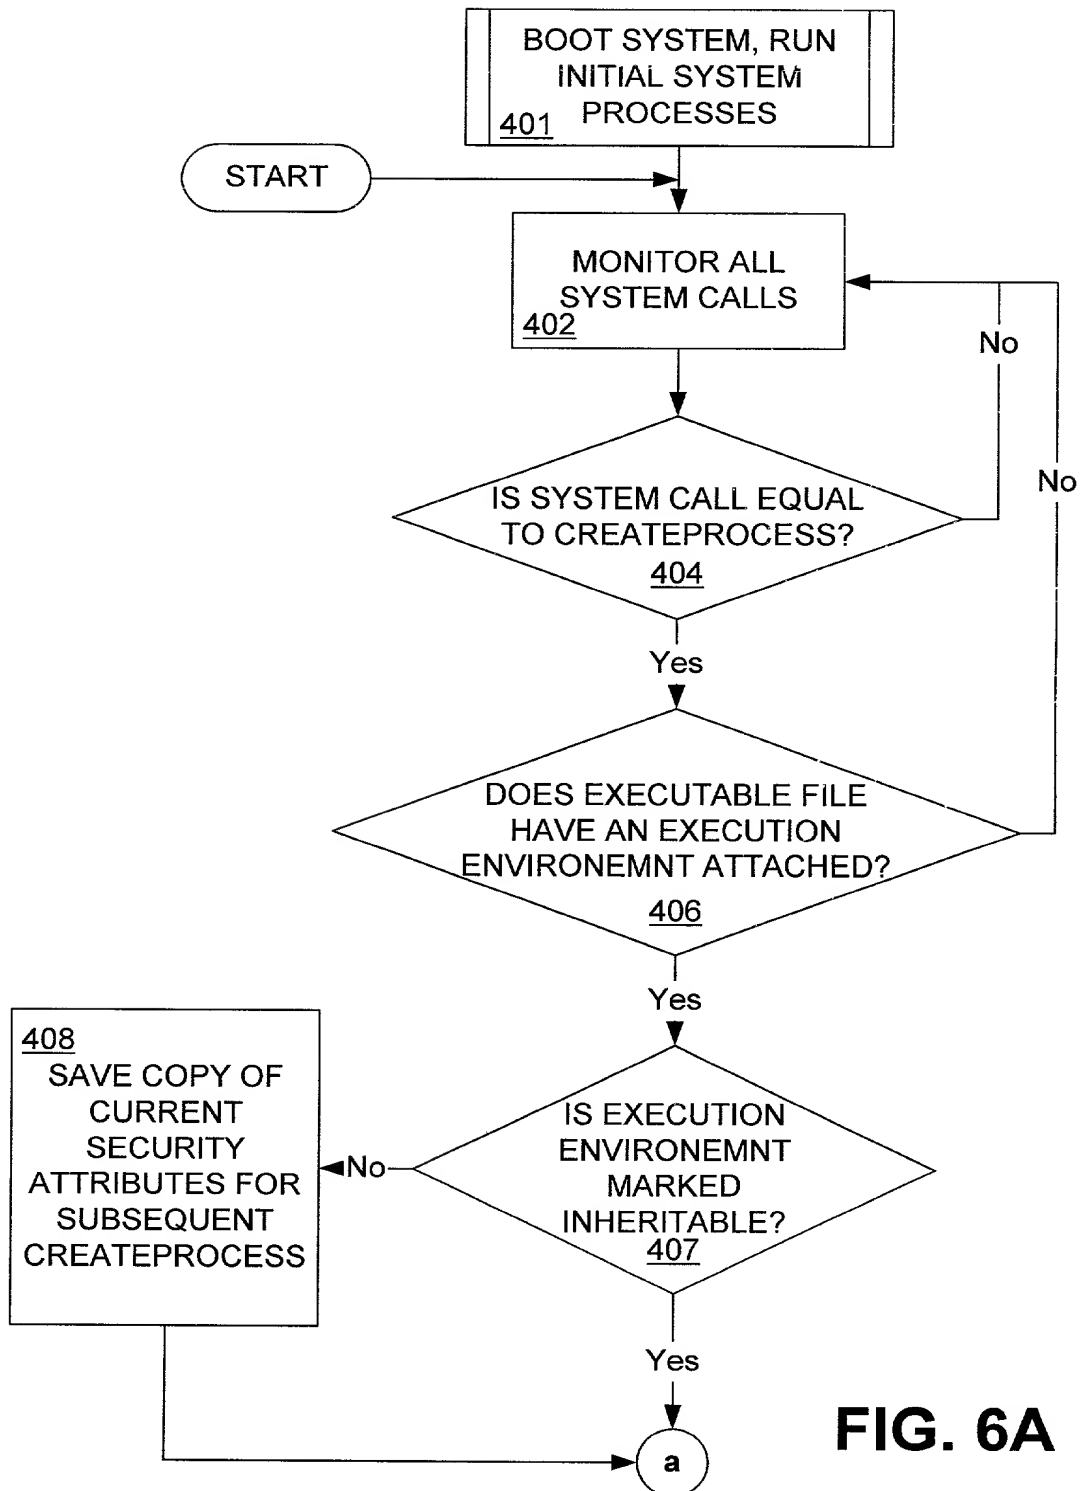 BOOT SYSTEM, RUN
INITIAL SYSTEM
PROCESSES
401
START
MONITOR ALL
SYSTEM CALLS
402
No
No
IS SYSTEM CALL EQUAL
TO CREATEPROCESS?
404
Yes
DOES EXECUTABLE FILE
HAVE AN EXECUTION
ENVIRONEMNT ATTACHED?
406
Yes
408
SAVE COPY OF
CURRENT
SECURITY
ATTRIBUTES FOR
SUBSEQUENT
CREATEPROCESS
No
IS EXECUTION
ENVIRONEMNT
MARKED
INHERITABLE?
407
Yes
a
FIG. 6A